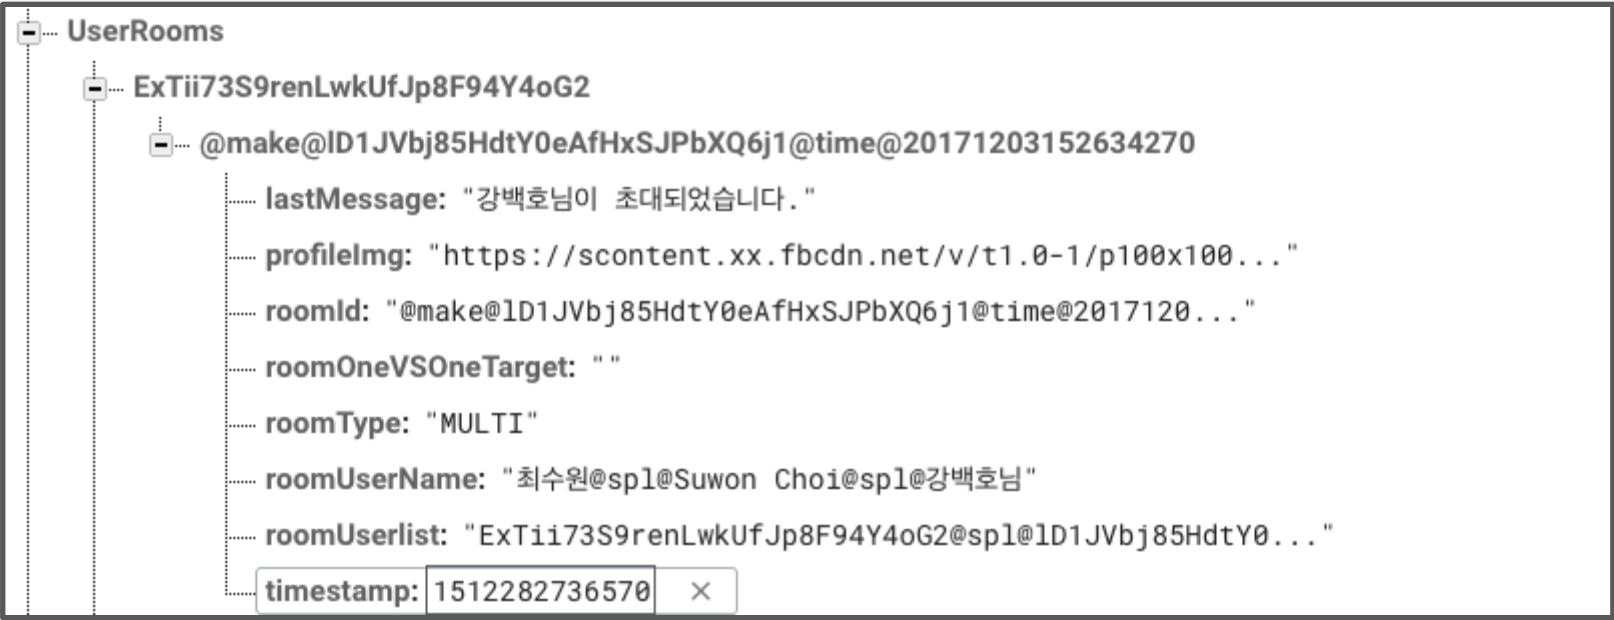 UserRooms
ExTii73S9renLwkUfJp8F94Y4oG2
@make@lD1JVbj85HdtY0eAfHxSJPbXQ6j1@time@20171203152634270
lastMessage: "강백호님이 초대되었습니다."
profileImg: "https://scontent.xx.fbcdn.net/v/t1.0-1/p100x100..."
roomId: "@make@lD1JVbj85HdtY0eAfHxSJPbXQ6j1@time@2017120..."
roomOneVSOneTarget: ""
roomType: "MULTI"
roomUserName: "최수원@spl@Suwon Choi@spl@강백호님"
roomUserlist: "ExTii73S9renLwkUfJp8F94Y4oG2@spl@lD1JVbj85HdtY0..."
timestamp: 1512282736570 ×